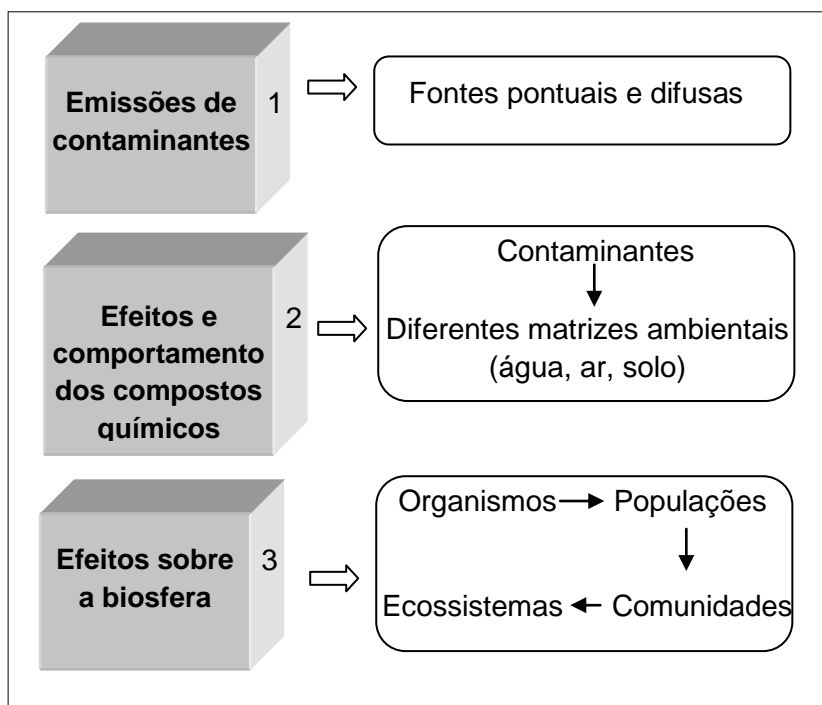 Emissões de
contaminantes
1
Fontes pontuais e difusas
Efeitos e
comportamento
dos compostos
químicos
2
Contaminantes
Diferentes matrizes ambientais
(água, ar, solo)
Efeitos sobre
a biosfera
3
Organismos → Populações
↓
Ecossistemas ← Comunidades